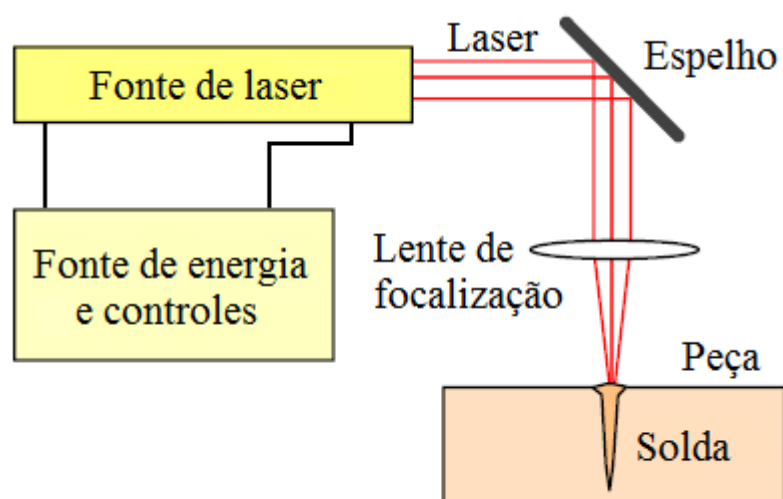 Laser
Espelho
Fonte de laser
Fonte de energia
e controles
Lente de
focalização
Peça
Solda